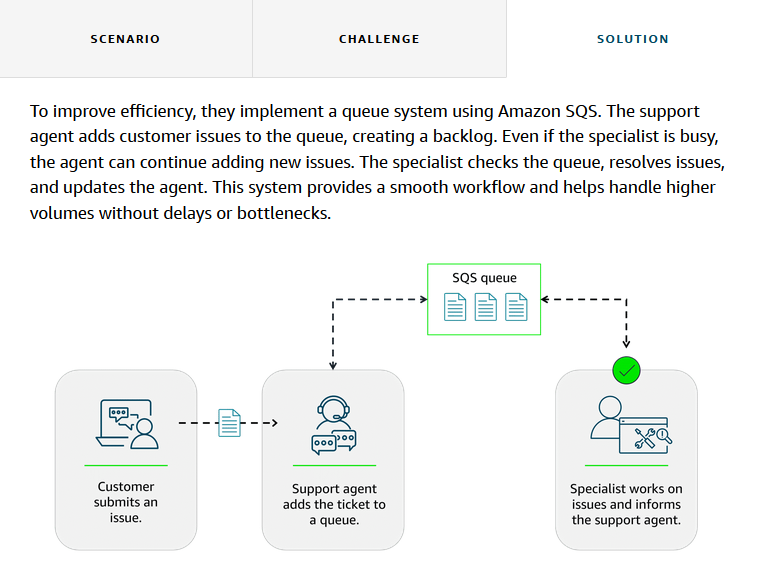 SCENARIO
CHALLENGE
SOLUTION
To improve efficiency, they implement a queue system using Amazon SQS. The support
agent adds customer issues to the queue, creating a backlog. Even if the specialist is busy,
the agent can continue adding new issues. The specialist checks the queue, resolves issues,
and updates the agent. This system provides a smooth workflow and helps handle higher
volumes without delays or bottlenecks.
SQS queue
Customer
submits an
issue.
Support agent
adds the ticket to
a queue.
Specialist works on
issues and informs
the support agent.